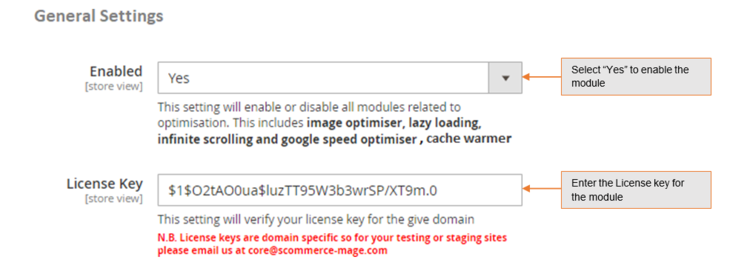 General Settings
Enabled
[store view]
Yes
Select “Yes” to enable the
module
This setting will enable or disable all modules related to
optimisation. This includes image optimiser, lazy loading,
infinite scrolling and google speed optimiser , cache warmer
License Key
[store view]
$1$O2tAO0ua$luzTT95W3b3wrSP/XT9m.0
Enter the License key for
the module
This setting will verify your license key for the give domain
N.B. License keys are domain specific so for your testing or staging sites
please email us at core@scommerce-mage.com